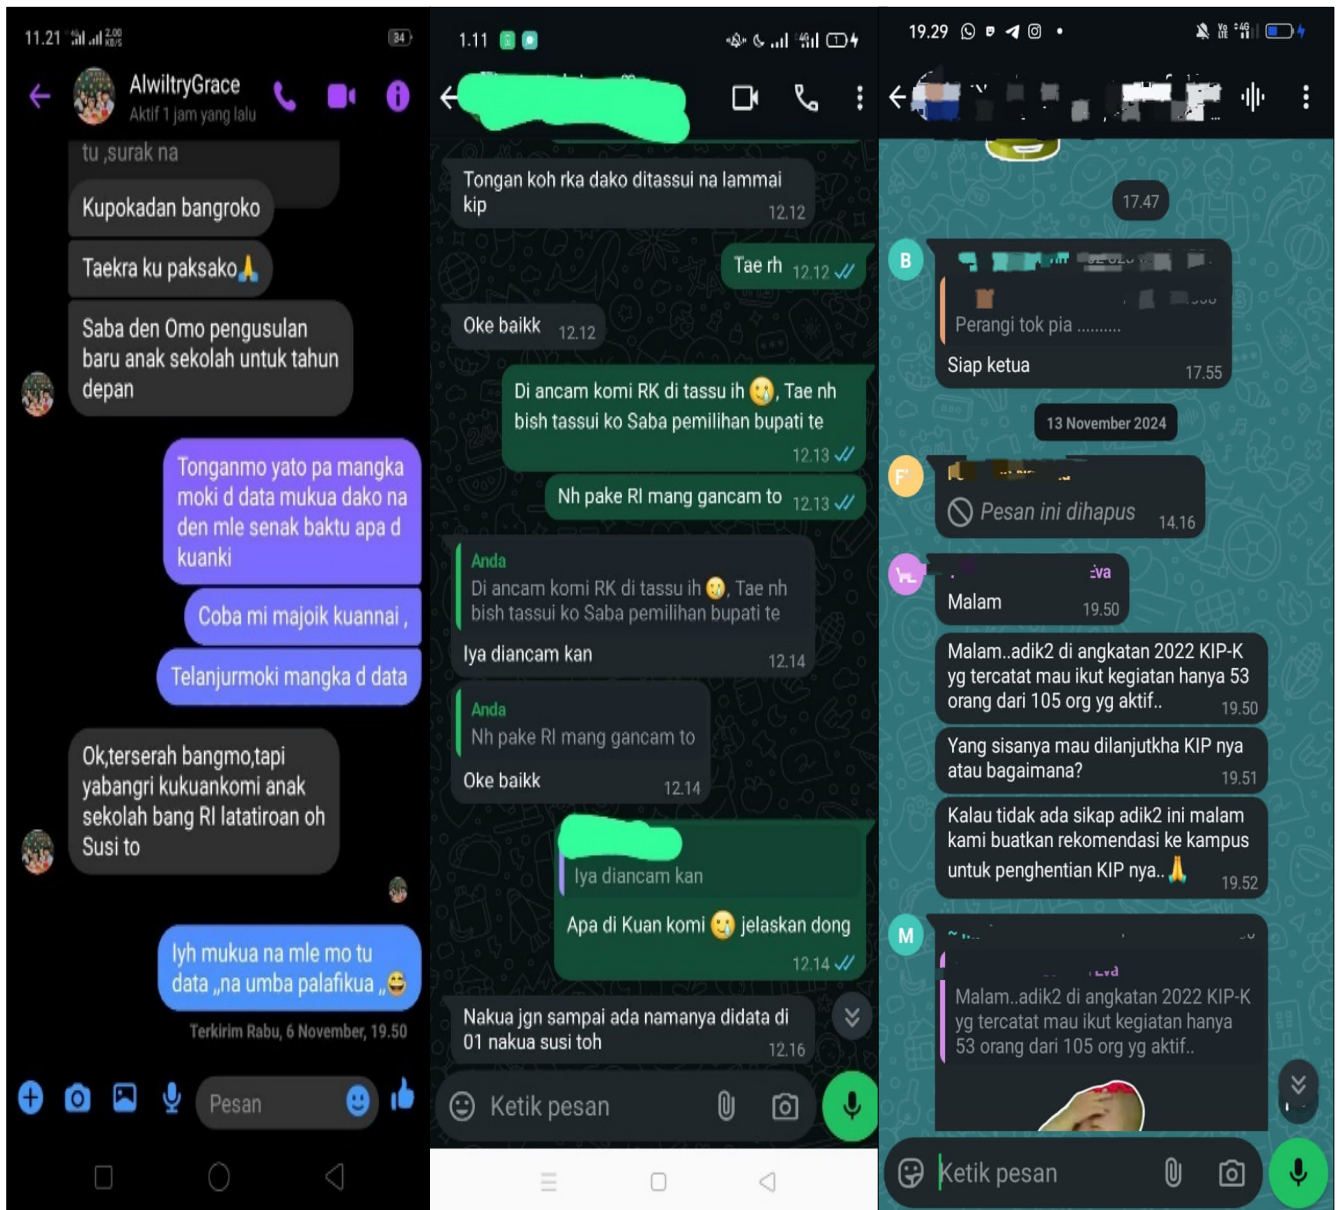 11.21
2.00
KB/S
34
AlwiltryGrace
Aktif 1 jam yang lalu
tu ,surak na
Kupokadan bangroko
Taekra ku paksako🙏
Saba den Omo pengusulan
baru anak sekolah untuk tahun
depan
Tonganmo yato pa mangka
moki d data mukua dako na
den mle senak baktu apa d
kuanki
Coba mi majoik kuannai ,
Telanjurmoki mangka d data
Ok,terserah bangmo,tapi
yabangri kukuankomi anak
sekolah bang RI latatiroan oh
Susi to
Iyh mukua na mle mo tu
data „na umba palafikua „😅
Terkirim Rabu, 6 November, 19.50
Pesan
1.11
4G
Tongan koh rka dako ditassui na lammai
kip
12.12
Tae rh 12.12
Oke baikk 12.12
Di ancam komi RK di tassu ih 🥲, Tae nh
bish tassui ko Saba pemilihan bupati te
12.13
Nh pake RI mang gancam to 12.13
Anda
Di ancam komi RK di tassu ih 🥲, Tae nh
bish tassui ko Saba pemilihan bupati te
Iya diancam kan 12.14
Anda
Nh pake RI mang gancam to
Oke baikk 12.14
Iya diancam kan
Apa di Kuan komi 🥲 jelaskan dong
12.14
Nakua jgn sampai ada namanya didata di
01 nakua susi toh 12.16
Ketik pesan
19.29
4G
17.47
B
Perangi tok pia ..........
Siap ketua 17.55
13 November 2024
F
Pesan ini dihapus 14.16
Eva
Malam 19.50
Malam..adik2 di angkatan 2022 KIP-K
yg tercatat mau ikut kegiatan hanya 53
orang dari 105 org yg aktif.. 19.50
Yang sisanya mau dilanjutkha KIP nya
atau bagaimana? 19.51
Kalau tidak ada sikap adik2 ini malam
kami buatkan rekomendasi ke kampus
untuk penghentian KIP nya..🙏 19.52
M
Eva
Malam..adik2 di angkatan 2022 KIP-K
yg tercatat mau ikut kegiatan hanya
53 orang dari 105 org yg aktif..
Ketik pesan